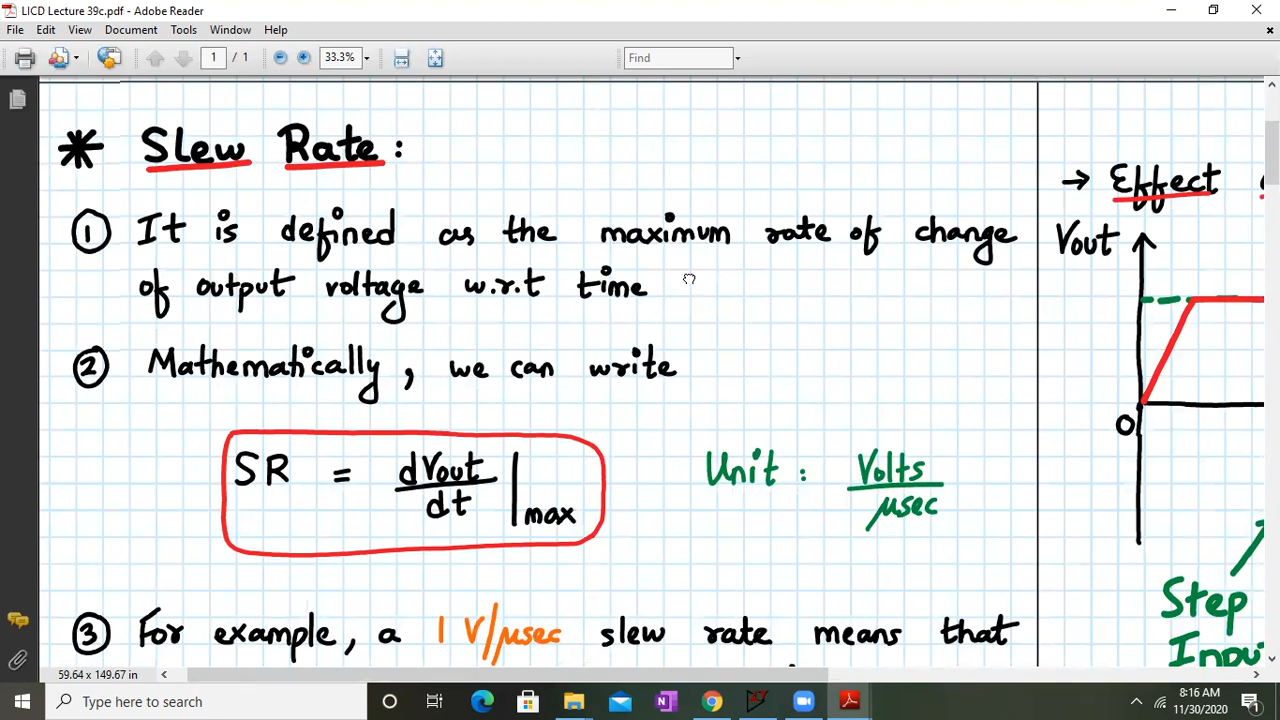 LICD Lecture 39c.pdf - Adobe Reader
File Edit View Document Tools Window Help
1 / 1 33.3% Find
* Slew Rate :
① It is defined as the maximum rate of change
of output voltage w.r.t time
② Mathematically, we can write
SR = dVout/dt |max
Unit : Volts/μsec
③ For example, a 1 V/μsec slew rate means that
→ Effect
Vout
0
Step
Inpu
59.64 x 149.67 in
Type here to search
8:16 AM
11/30/2020